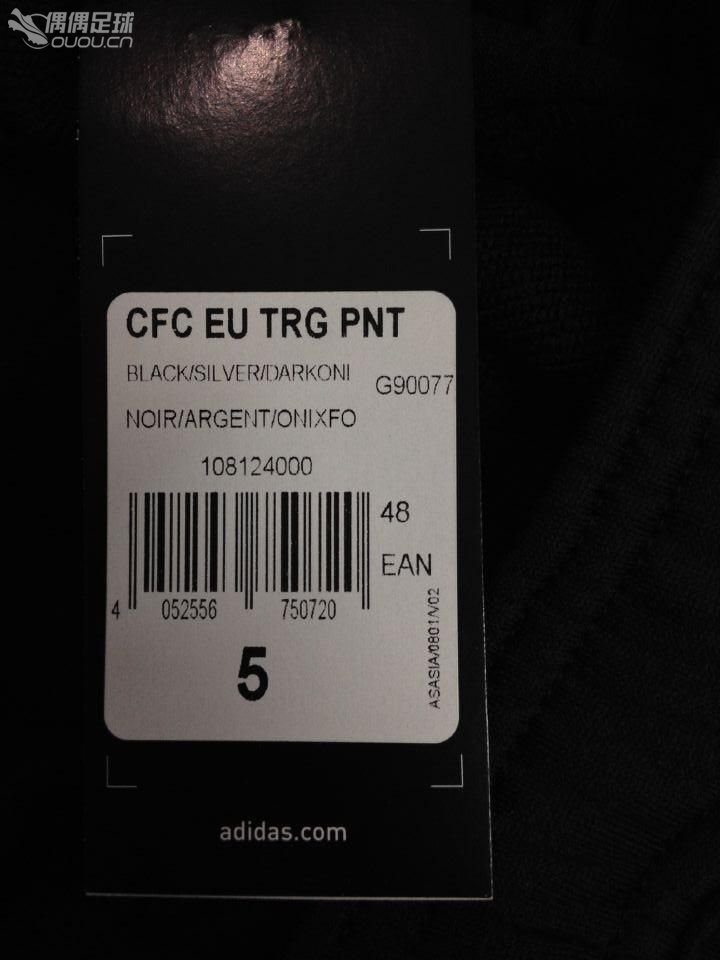 偶偶足球
OUOU.CN
CFC EU TRG PNT
BLACK/SILVER/DARKONI
G90077
NOIR/ARGENT/ONIXFO
108124000
48
EAN
4 052556 750720
5
ASASIA/0801/V02
adidas.com